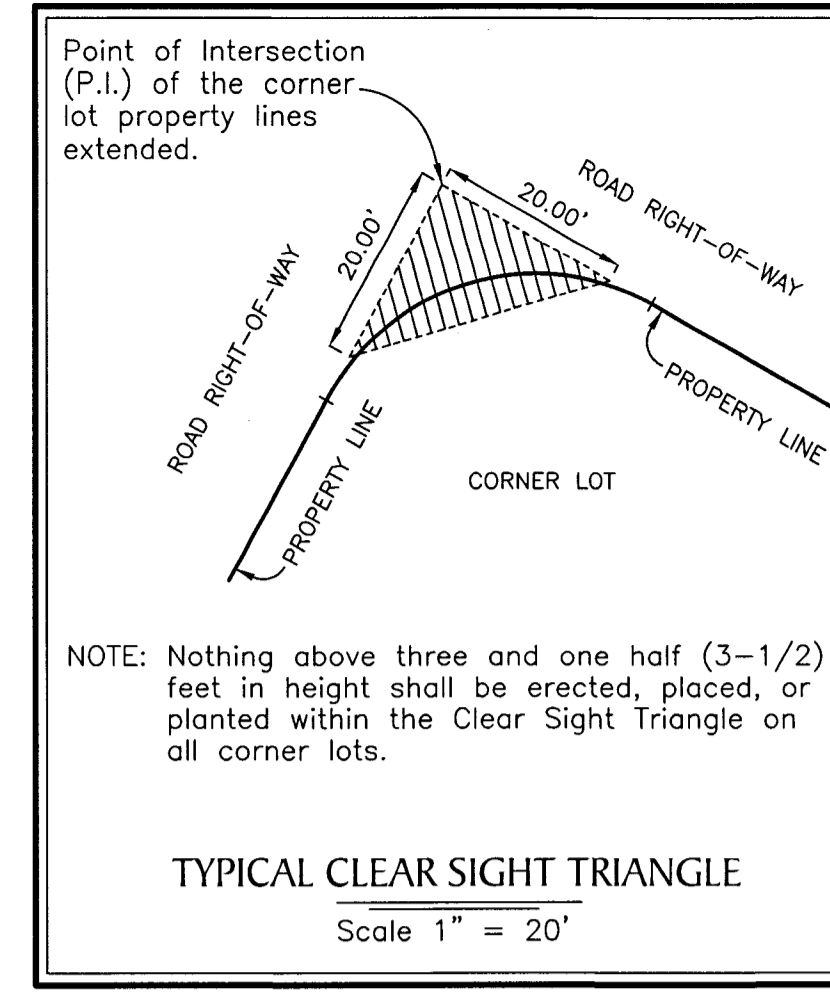 Point of Intersection
(P.I.) of the corner
lot property lines
extended.
20.00'
20.00'
ROAD RIGHT-OF-WAY
ROAD RIGHT-OF-WAY
PROPERTY LINE
PROPERTY LINE
CORNER LOT
NOTE: Nothing above three and one half (3-1/2)
feet in height shall be erected, placed, or
planted within the Clear Sight Triangle on
all corner lots.
TYPICAL CLEAR SIGHT TRIANGLE
Scale 1" = 20'